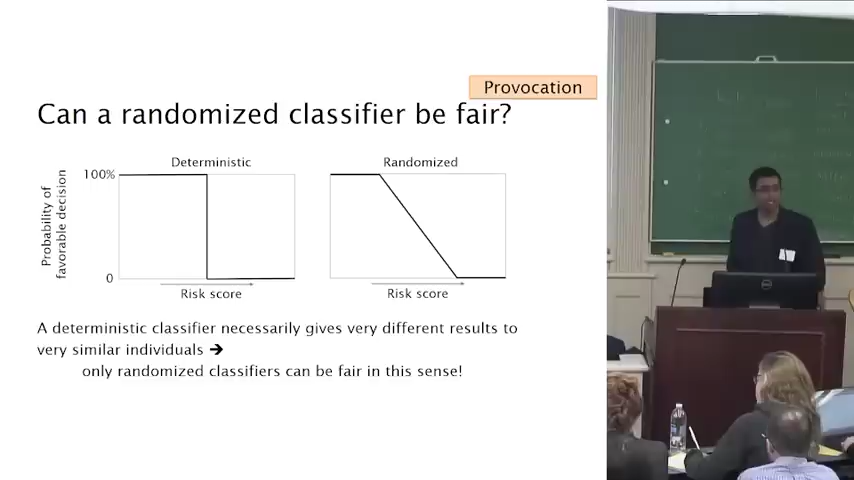 Provocation
Can a randomized classifier be fair?
Deterministic
Randomized
Probability of
favorable decision
100%
0
Risk score
Risk score
A deterministic classifier necessarily gives very different results to
very similar individuals ➔
only randomized classifiers can be fair in this sense!
DELL